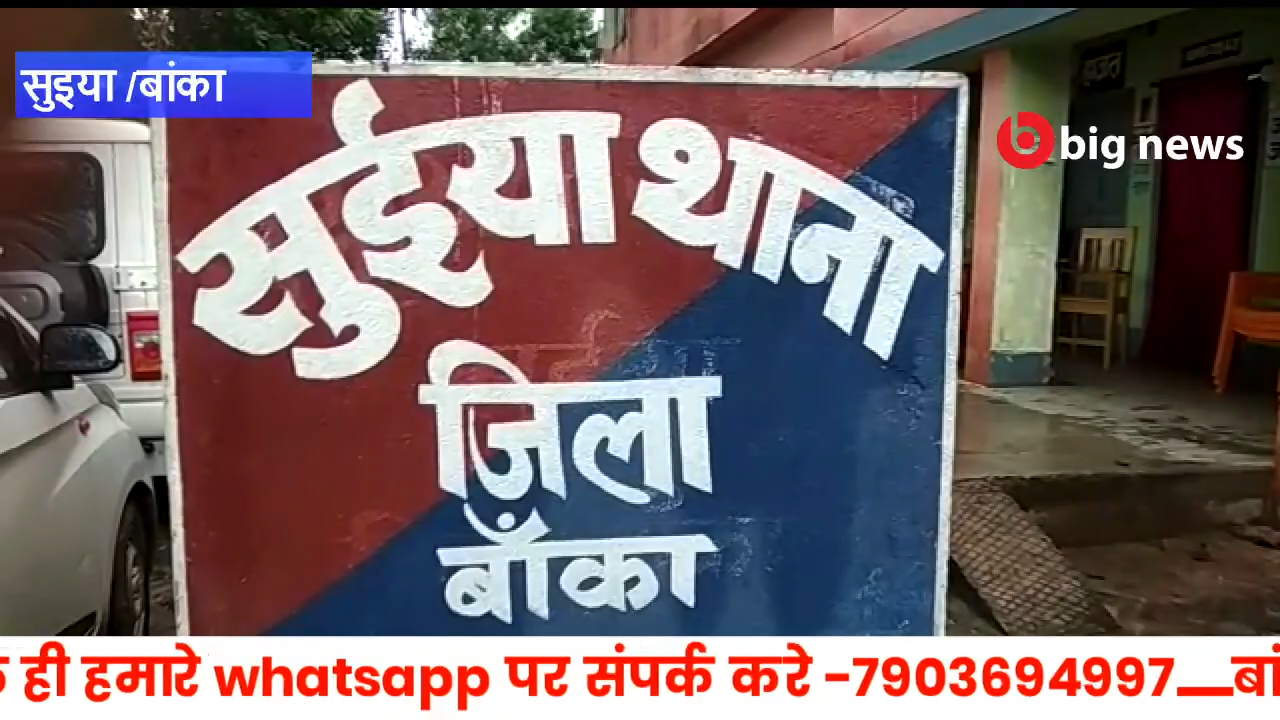 सुइया /बांका
big news
सुईया थाना
जिला
बाँका
ही हमारे whatsapp पर संपर्क करे -7903694997__बां